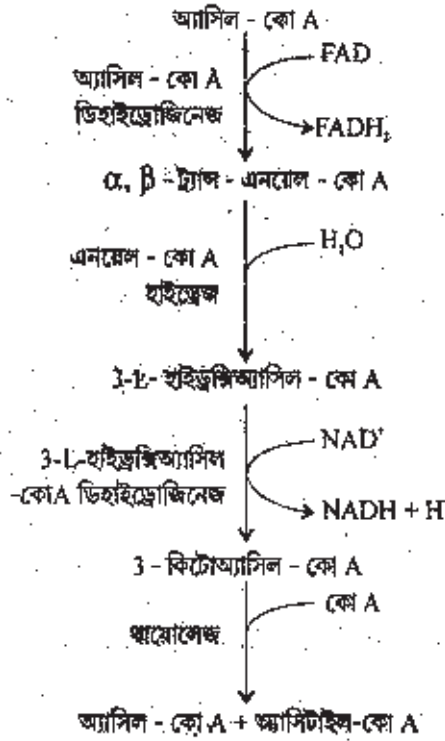 অ্যাসিল - কো A
FAD
অ্যাসিল - কো A
ডিহাইড্রোজিনেজ
FADH₂
α, β - ট্র্যান্স - এনয়েল - কো A
H₂O
এনয়েল - কো A
হাইড্রেজ
3-L- হাইড্রক্সিঅ্যাসিল - কো A
NAD⁺
3-L-হাইড্রক্সিঅ্যাসিল
-কোA ডিহাইড্রোজিনেজ
NADH + H
3 - কিটোঅ্যাসিল - কো A
কো A
থায়োলেজ
অ্যাসিল - কো A + অ্যাসিটাইল-কো A